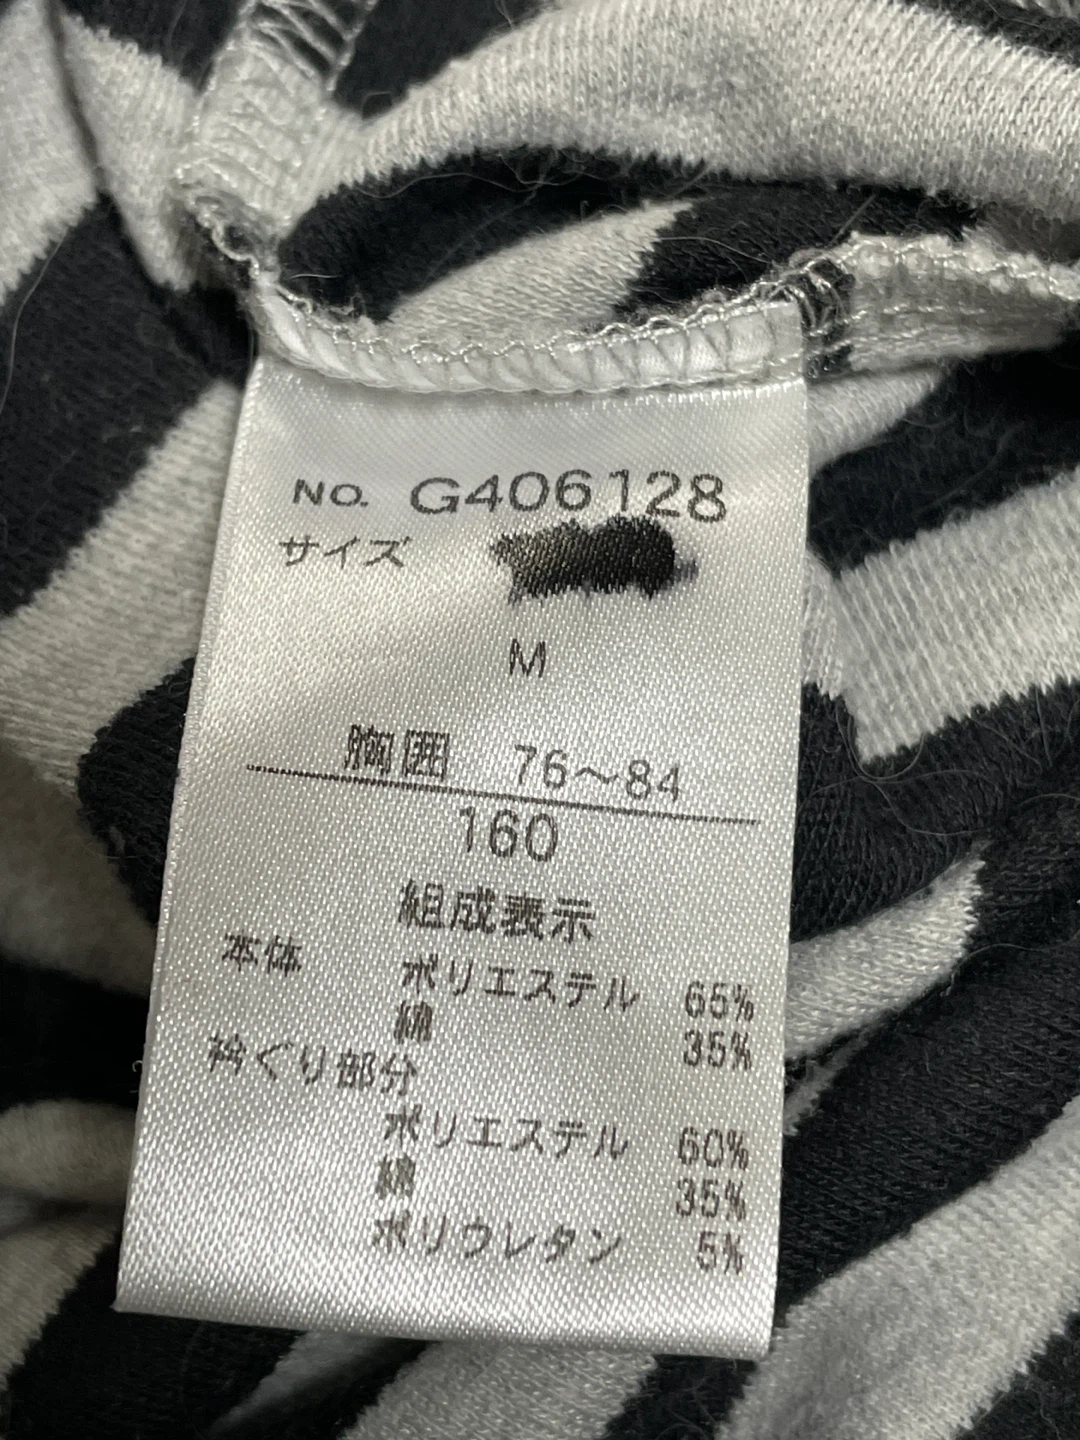 NO. G406128
サイズ
M
胸囲 76～84
160
組成表示
本体 ポリエステル 65%
綿 35%
衿ぐり部分
ポリエステル 60%
綿 35%
ポリウレタン 5%